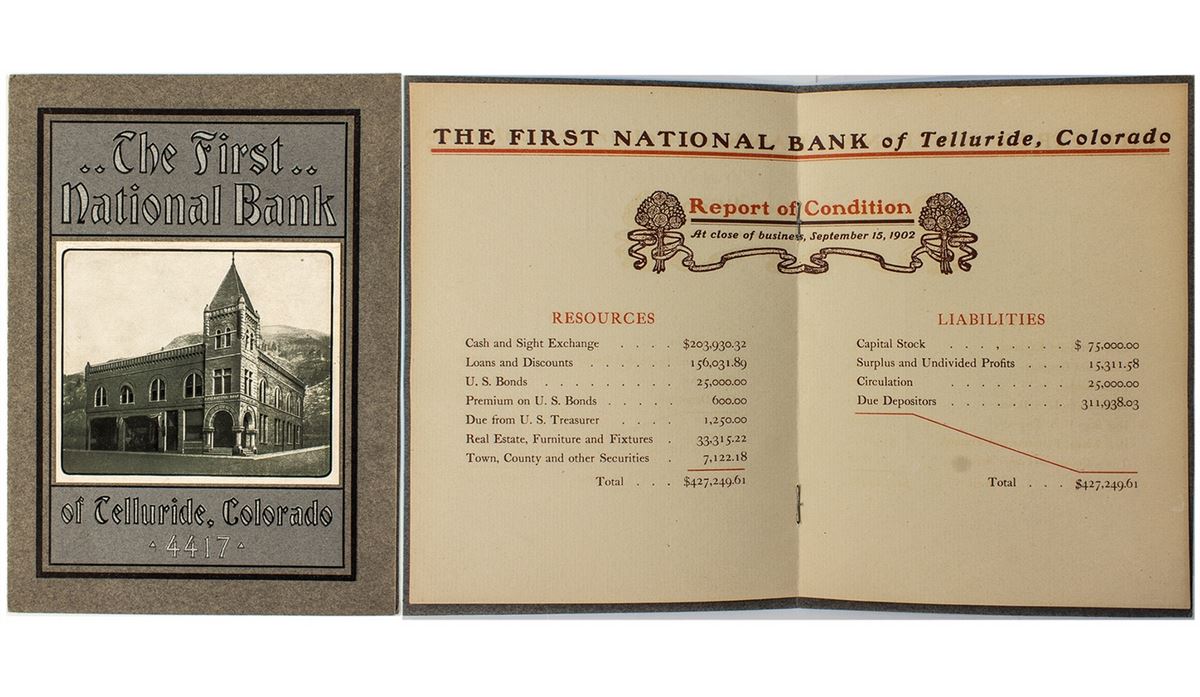 ..The First..
National Bank
of Telluride, Colorado
4417
THE FIRST NATIONAL BANK of Telluride, Colorado
Report of Condition
At close of business, September 15, 1902
RESOURCES
Cash and Sight Exchange . . . . $203,930.32
Loans and Discounts . . . . . . 156,031.89
U. S. Bonds . . . . . . . . . 25,000.00
Premium on U. S. Bonds . . . . . 600.00
Due from U. S. Treasurer . . . . 1,250.00
Real Estate, Furniture and Fixtures . 33,315.22
Town, County and other Securities . 7,122.18
Total . . . $427,249.61
LIABILITIES
Capital Stock . . . . . . . . $ 75,000.00
Surplus and Undivided Profits . . . 15,311.58
Circulation . . . . . . . . 25,000.00
Due Depositors . . . . . . . 311,938.03
Total . . . $427,249.61